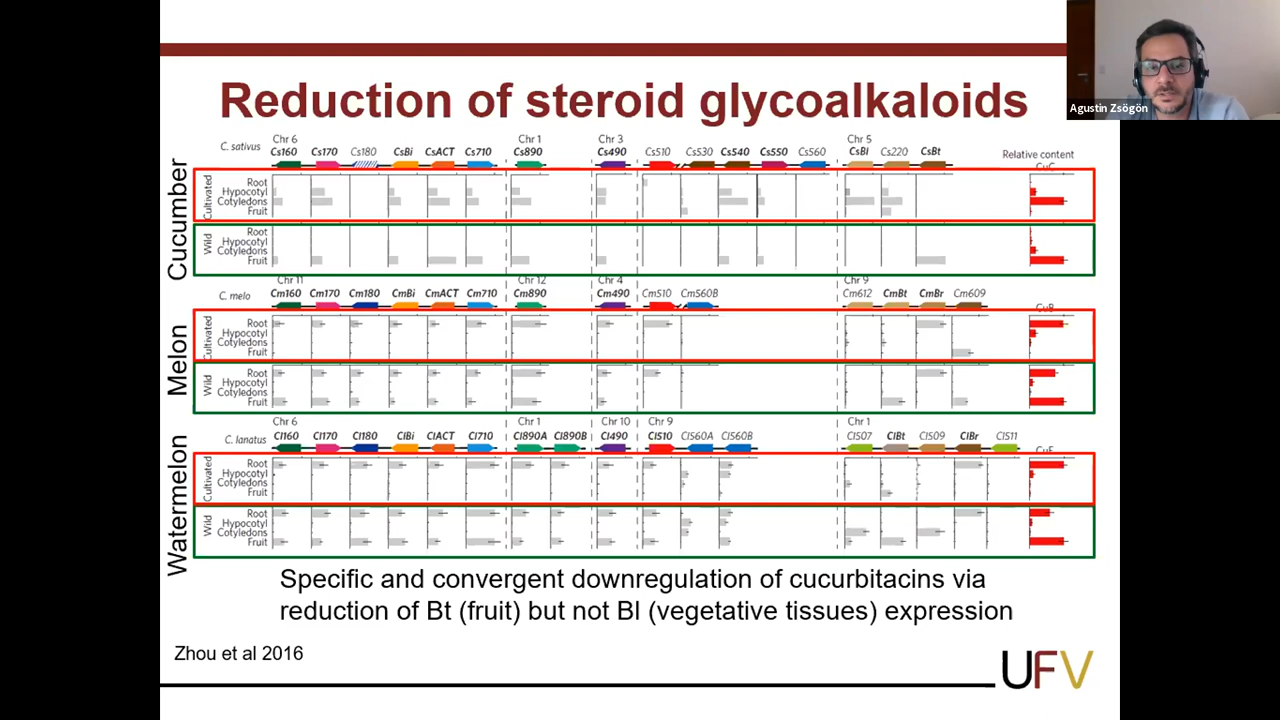 Agustin Zsögön
Reduction of steroid glycoalkaloids
Cucumber
C. sativus
Chr 6
Chr 1
Chr 3
Chr 5
Cs160 Cs170 Cs180 CsBi CsACT Cs710 Cs890 Cs490 Cs510 Cs530 Cs540 Cs550 Cs560 CsBl Cs220 CsBt
Relative content
CuC
Cultivated
Root
Hypocotyl
Cotyledons
Fruit
Wild
Root
Hypocotyl
Cotyledons
Fruit
Melon
C. melo
Chr 11
Chr 12
Chr 4
Chr 9
Cm160 Cm170 Cm180 CmBi CmACT Cm710 Cm890 Cm490 Cm510 Cm560B Cm612 CmBt CmBr Cm609
CuB
Cultivated
Root
Hypocotyl
Cotyledons
Fruit
Wild
Root
Hypocotyl
Cotyledons
Fruit
Watermelon
C. lanatus
Chr 6
Chr 1
Chr 10
Chr 9
Chr 1
Cl160 Cl170 Cl180 ClBi ClACT Cl710 Cl890A Cl890B Cl490 Cl510 Cl560A Cl560B Cl507 ClBt Cl509 ClBr Cl511
CuE
Cultivated
Root
Hypocotyl
Cotyledons
Fruit
Wild
Root
Hypocotyl
Cotyledons
Fruit
Specific and convergent downregulation of cucurbitacins via
reduction of Bt (fruit) but not Bl (vegetative tissues) expression
Zhou et al 2016
UFV